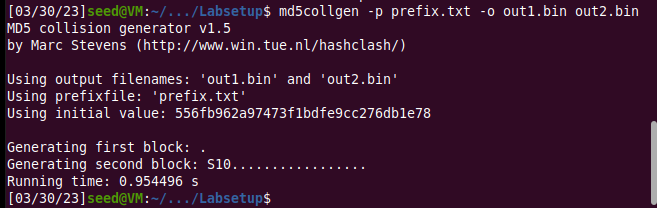 [03/30/23]seed@VM:~/.../Labsetup$ md5collgen -p prefix.txt -o out1.bin out2.bin
MD5 collision generator v1.5
by Marc Stevens (http://www.win.tue.nl/hashclash/)
Using output filenames: 'out1.bin' and 'out2.bin'
Using prefixfile: 'prefix.txt'
Using initial value: 556fb962a97473f1bdfe9cc276db1e78
Generating first block: .
Generating second block: S10.................
Running time: 0.954496 s
[03/30/23]seed@VM:~/.../Labsetup$